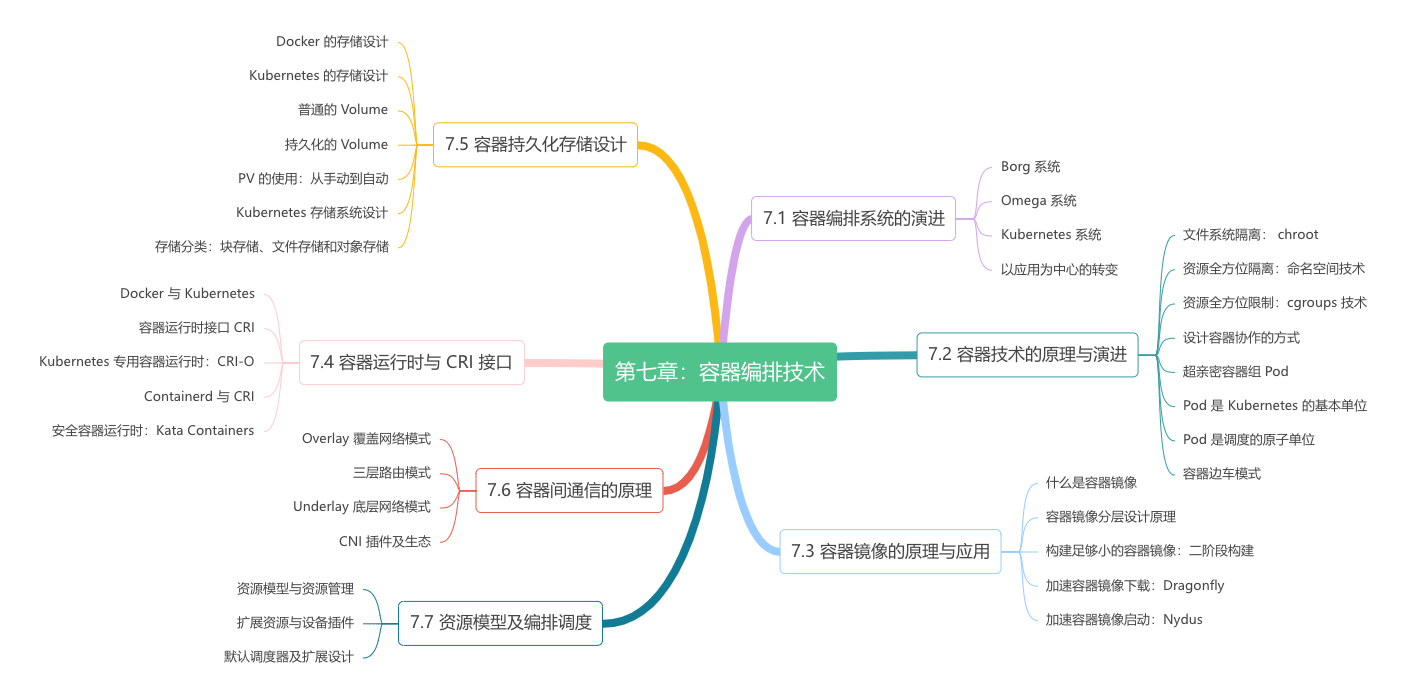 第七章：容器编排技术
7.1 容器编排系统的演进
Borg 系统
Omega 系统
Kubernetes 系统
以应用为中心的转变
7.2 容器技术的原理与演进
文件系统隔离： chroot
资源全方位隔离：命名空间技术
资源全方位限制：cgroups 技术
设计容器协作的方式
超亲密容器组 Pod
Pod 是 Kubernetes 的基本单位
Pod 是调度的原子单位
容器边车模式
7.3 容器镜像的原理与应用
什么是容器镜像
容器镜像分层设计原理
构建足够小的容器镜像：二阶段构建
加速容器镜像下载：Dragonfly
加速容器镜像启动：Nydus
7.4 容器运行时与 CRI 接口
Docker 与 Kubernetes
容器运行时接口 CRI
Kubernetes 专用容器运行时：CRI-O
Containerd 与 CRI
安全容器运行时：Kata Containers
7.5 容器持久化存储设计
Docker 的存储设计
Kubernetes 的存储设计
普通的 Volume
持久化的 Volume
PV 的使用：从手动到自动
Kubernetes 存储系统设计
存储分类：块存储、文件存储和对象存储
7.6 容器间通信的原理
Overlay 覆盖网络模式
三层路由模式
Underlay 底层网络模式
CNI 插件及生态
7.7 资源模型及编排调度
资源模型与资源管理
扩展资源与设备插件
默认调度器及扩展设计